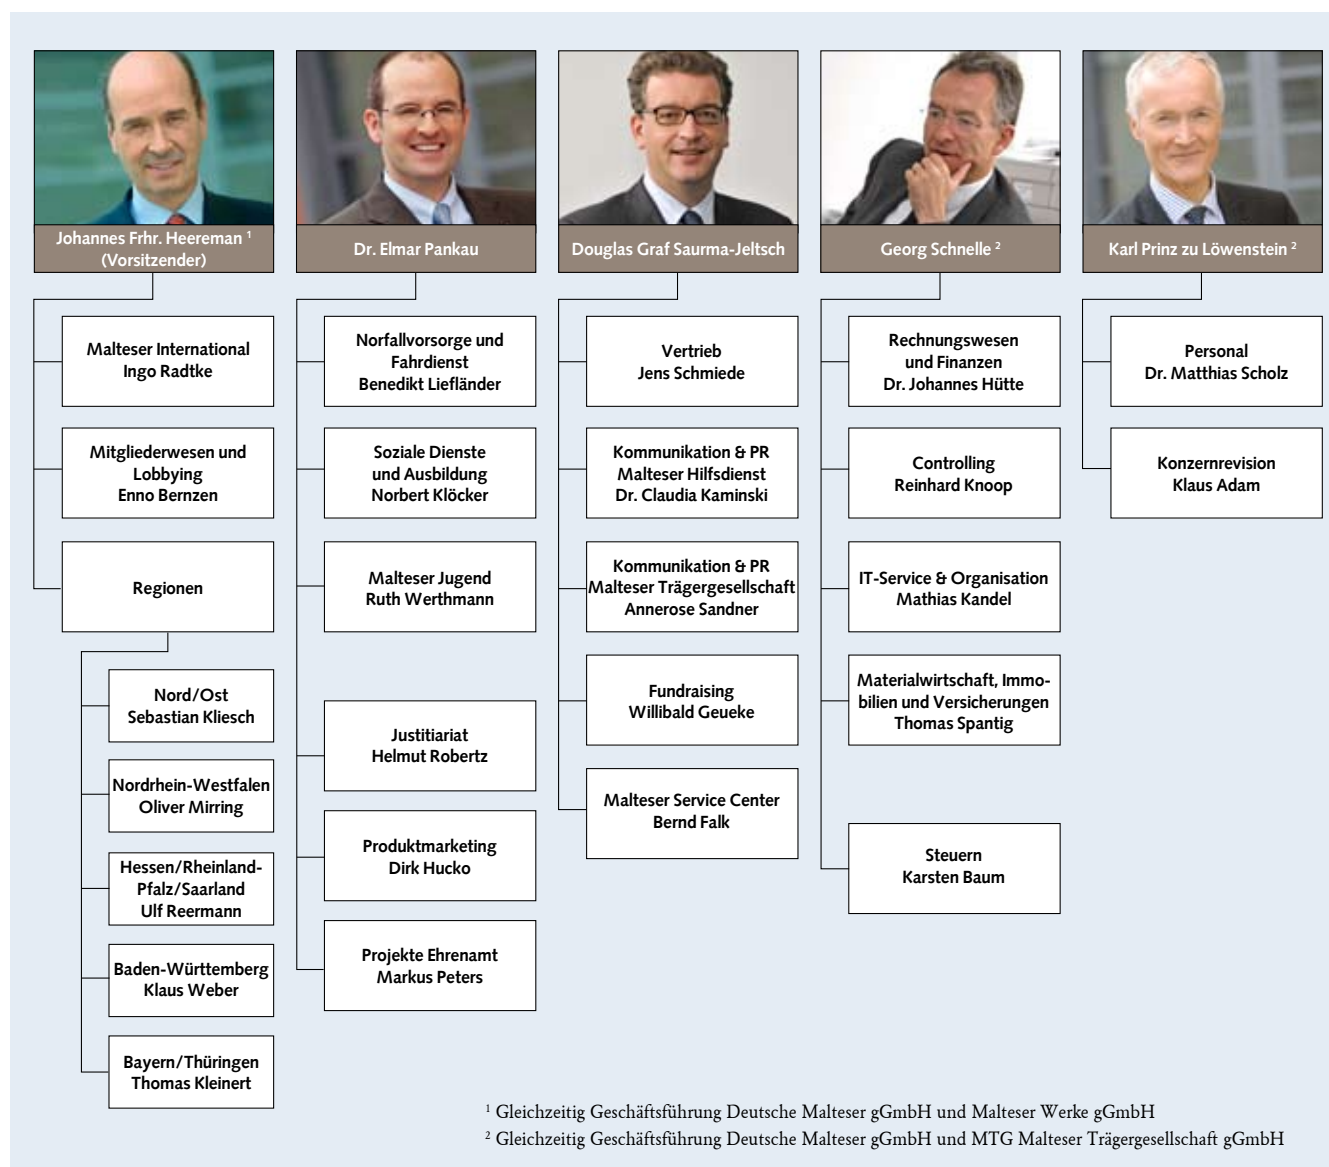 Johannes Frhr. Heereman ¹
(Vorsitzender)
Malteser International
Ingo Radtke
Mitgliederwesen und
Lobbying
Enno Bernzen
Regionen
Nord/Ost
Sebastian Kliesch
Nordrhein-Westfalen
Oliver Mirring
Hessen/Rheinland-
Pfalz/Saarland
Ulf Reermann
Baden-Württemberg
Klaus Weber
Bayern/Thüringen
Thomas Kleinert
Dr. Elmar Pankau
Norfallvorsorge und
Fahrdienst
Benedikt Liefländer
Soziale Dienste
und Ausbildung
Norbert Klöcker
Malteser Jugend
Ruth Werthmann
Justitiariat
Helmut Robertz
Produktmarketing
Dirk Hucko
Projekte Ehrenamt
Markus Peters
Douglas Graf Saurma-Jeltsch
Vertrieb
Jens Schmiede
Kommunikation & PR
Malteser Hilfsdienst
Dr. Claudia Kaminski
Kommunikation & PR
Malteser Trägergesellschaft
Annerose Sandner
Fundraising
Willibald Geueke
Malteser Service Center
Bernd Falk
Georg Schnelle ²
Rechnungswesen
und Finanzen
Dr. Johannes Hütte
Controlling
Reinhard Knoop
IT-Service & Organisation
Mathias Kandel
Materialwirtschaft, Immo-
bilien und Versicherungen
Thomas Spantig
Steuern
Karsten Baum
Karl Prinz zu Löwenstein ²
Personal
Dr. Matthias Scholz
Konzernrevision
Klaus Adam
¹ Gleichzeitig Geschäftsführung Deutsche Malteser gGmbH und Malteser Werke gGmbH
² Gleichzeitig Geschäftsführung Deutsche Malteser gGmbH und MTG Malteser Trägergesellschaft gGmbH